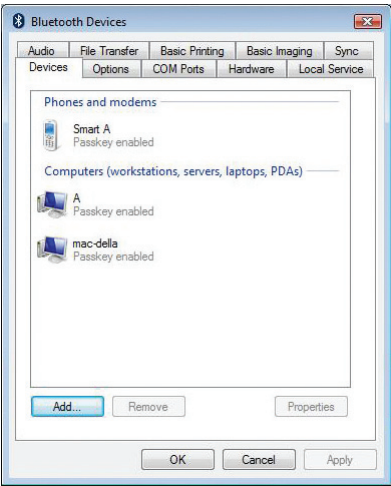 Bluetooth Devices
Audio File Transfer Basic Printing Basic Imaging Sync
Devices Options COM Ports Hardware Local Service
Phones and modems
Smart A
Passkey enabled
Computers (workstations, servers, laptops, PDAs)
A
Passkey enabled
mac-della
Passkey enabled
Add... Remove Properties
OK Cancel Apply